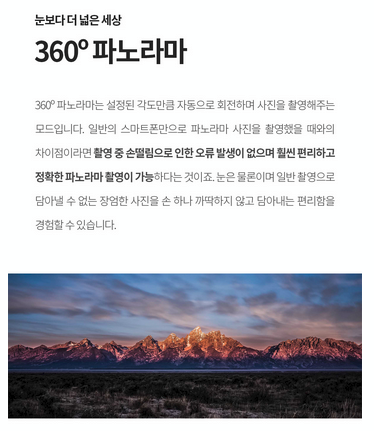 눈보다 더 넓은 세상
360º 파노라마
360º 파노라마는 설정된 각도만큼 자동으로 회전하며 사진을 촬영해주는
모드입니다. 일반의 스마트폰만으로 파노라마 사진을 촬영했을 때와의
차이점이라면 촬영 중 손떨림으로 인한 오류 발생이 없으며 훨씬 편리하고
정확한 파노라마 촬영이 가능하다는 것이죠. 눈은 물론이며 일반 촬영으로
담아낼 수 없는 장엄한 사진을 손 하나 까딱하지 않고 담아내는 편리함을
경험할 수 있습니다.